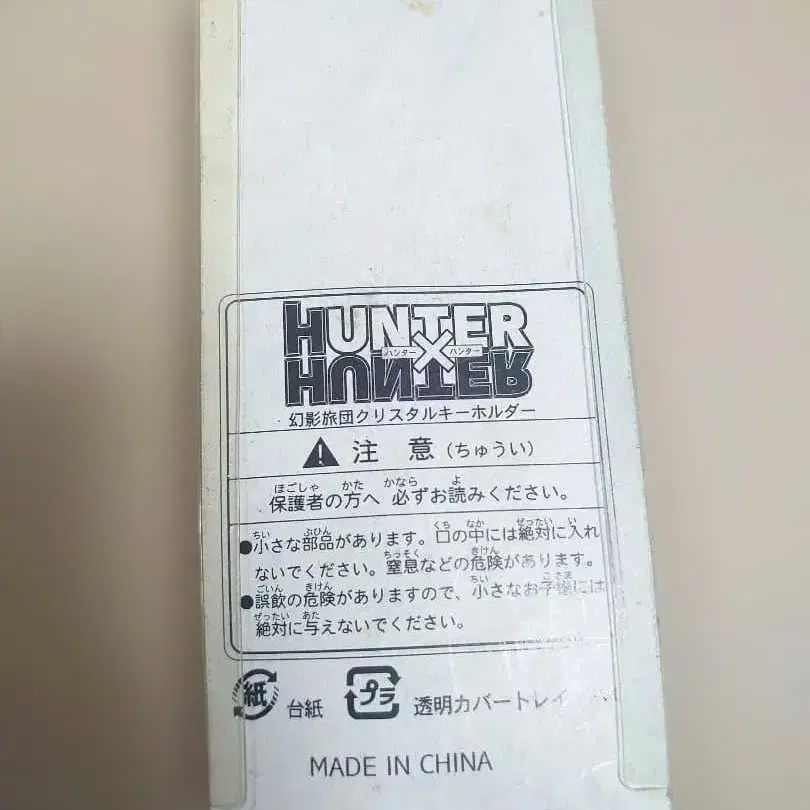 HUNTER
ハンター×ハンター
HUNTER
幻影旅団クリスタルキーホルダー
注 意 (ちゅうい)
ほごしゃ かた かなら よ
保護者の方へ 必ずお読みください。
ちい ぶひん くち なか ぜったい い
●小さな部品があります。口の中には絶対に入れ
ちっそく きけん
ないでください。窒息などの危険があります。
ごいん きけん ちい こさま
●誤飲の危険がありますので、小さなお子様には
ぜったい あた
絶対に与えないでください。
紙 台紙 プラ 透明カバートレイ
MADE IN CHINA